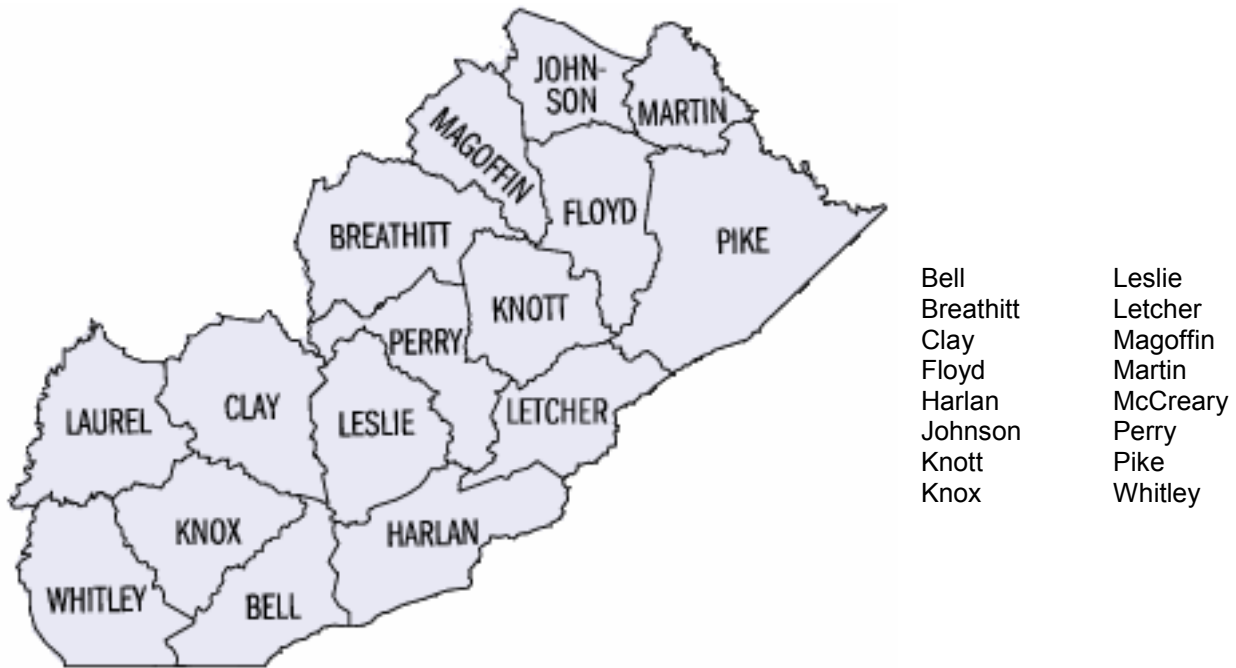 JOHN-
SON
MARTIN
MAGOFFIN
FLOYD
BREATHITT
PIKE
KNOTT
PERRY
CLAY
LETCHER
LAUREL
LESLIE
KNOX
HARLAN
WHITLEY
BELL
Bell
Breathitt
Clay
Floyd
Harlan
Johnson
Knott
Knox
Leslie
Letcher
Magoffin
Martin
McCreary
Perry
Pike
Whitley